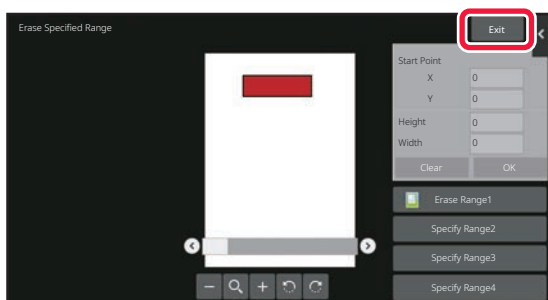 Erase Specified Range
Exit
Start Point
X 0
Y 0
Height 0
Width 0
Clear OK
Erase Range1
Specify Range2
Specify Range3
Specify Range4